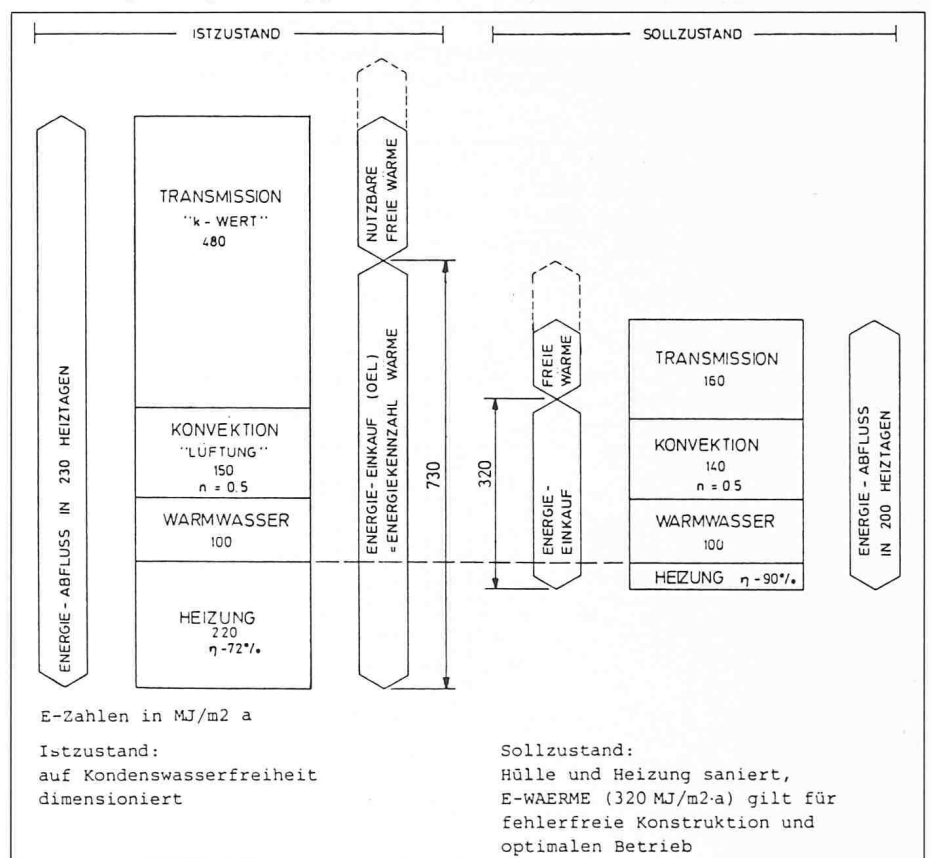 ISTZUSTAND
SOLLZUSTAND
ENERGIE-ABFLUSS IN 230 HEIZTAGEN
TRANSMISSION
"k-WERT"
480
KONVEKTION
"LÜFTUNG"
150
n = 0.5
WARMWASSER
100
HEIZUNG
220
η-72%
NUTZBARE
FREIE WÄRME
ENERGIE-EINKAUF (OEL)
=ENERGIEKENNZAHL WÄRME
730
320
FREIE
WÄRME
ENERGIE-
EINKAUF
TRANSMISSION
160
KONVEKTION
140
n = 0.5
WARMWASSER
100
HEIZUNG η-90%
ENERGIE-ABFLUSS
IN 200 HEIZTAGEN
E-Zahlen in MJ/m2 a
Istzustand:
auf Kondenswasserfreiheit
dimensioniert
Sollzustand:
Hülle und Heizung saniert,
E-WAERME (320 MJ/m2·a) gilt für
fehlerfreie Konstruktion und
optimalen Betrieb